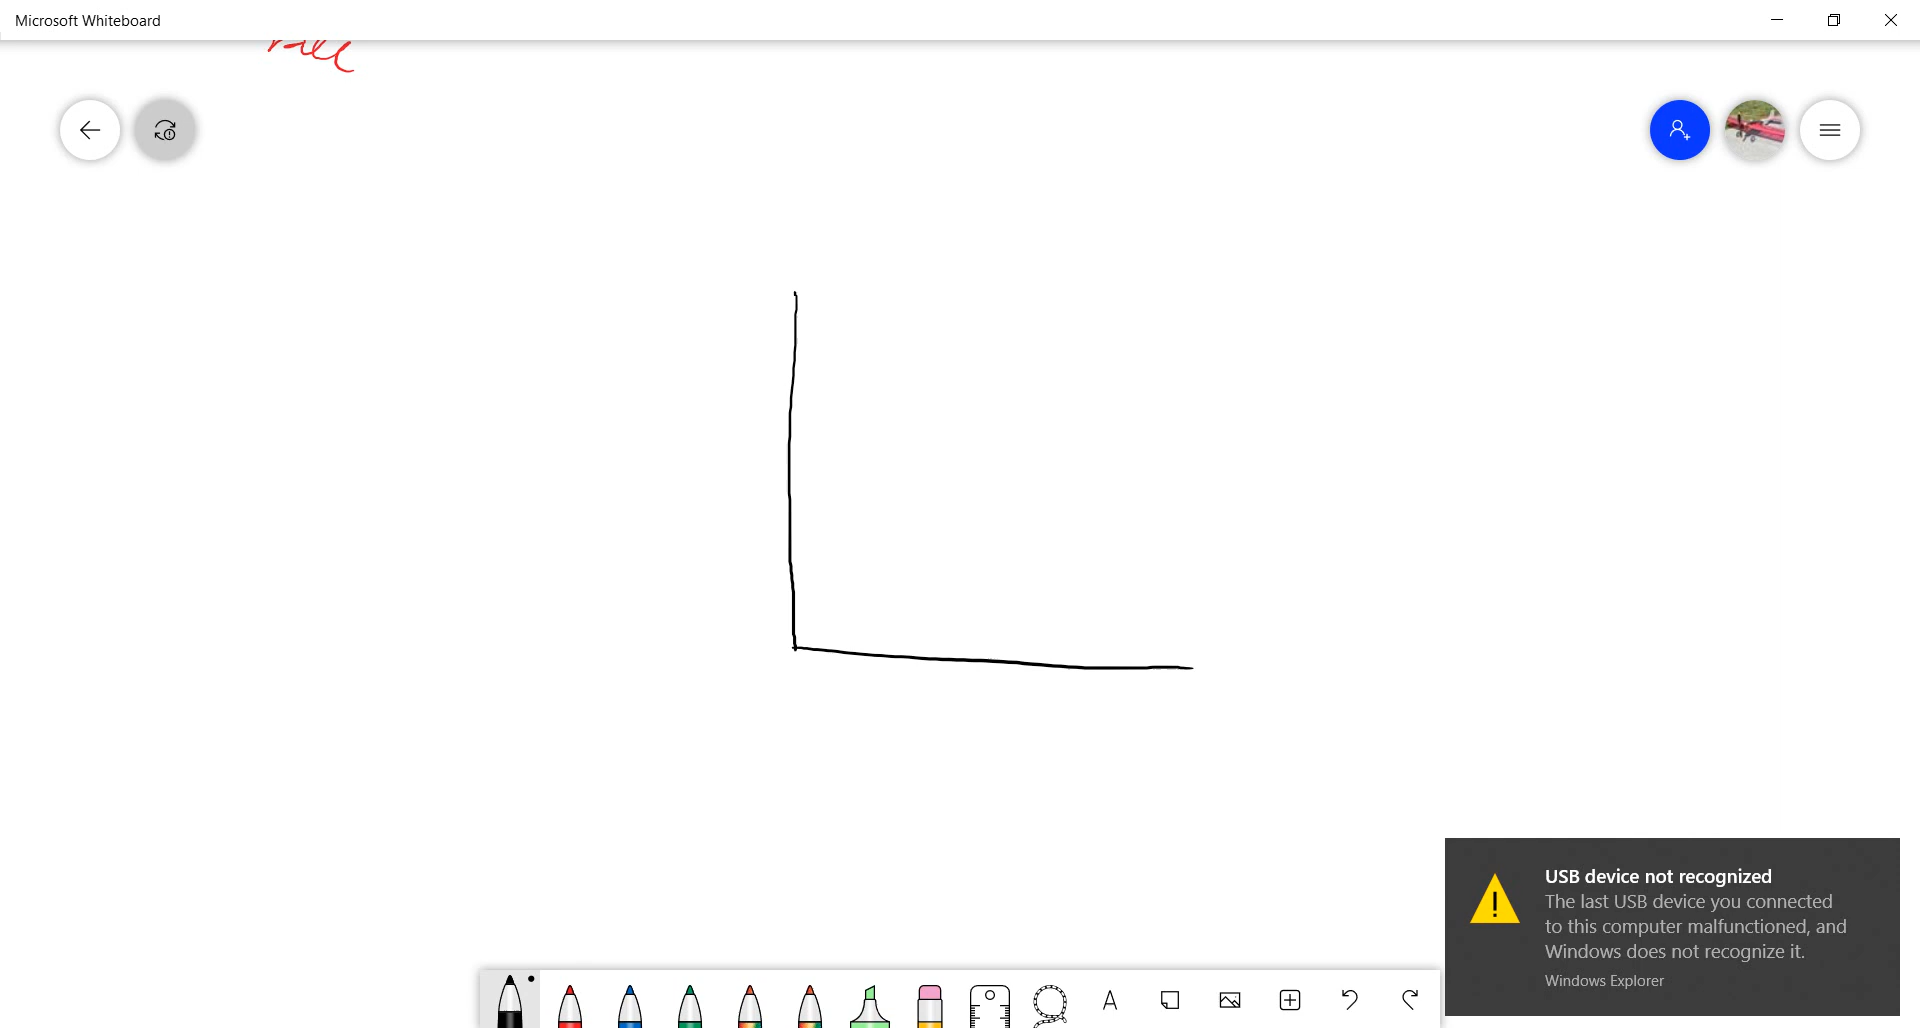 Microsoft Whiteboard
USB device not recognized
The last USB device you connected
to this computer malfunctioned, and
Windows does not recognize it.
Windows Explorer